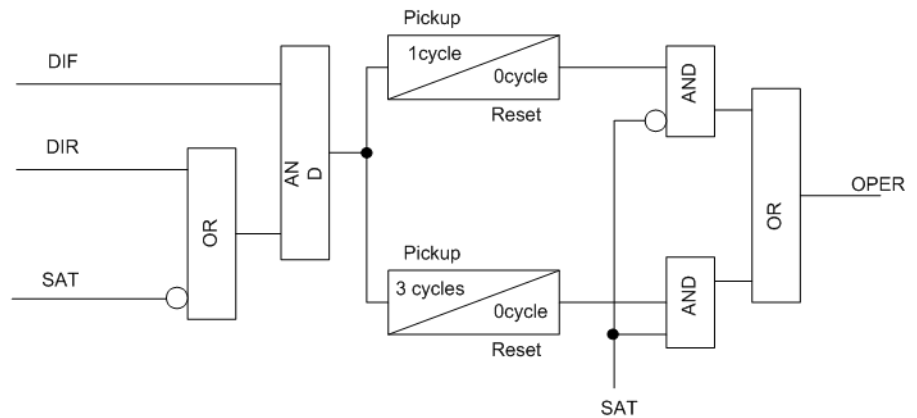 Pickup
1cycle
0cycle
Reset
DIF
AN
D
AND
DIR
OR
SAT
OR
OPER
Pickup
3 cycles
0cycle
Reset
AND
SAT